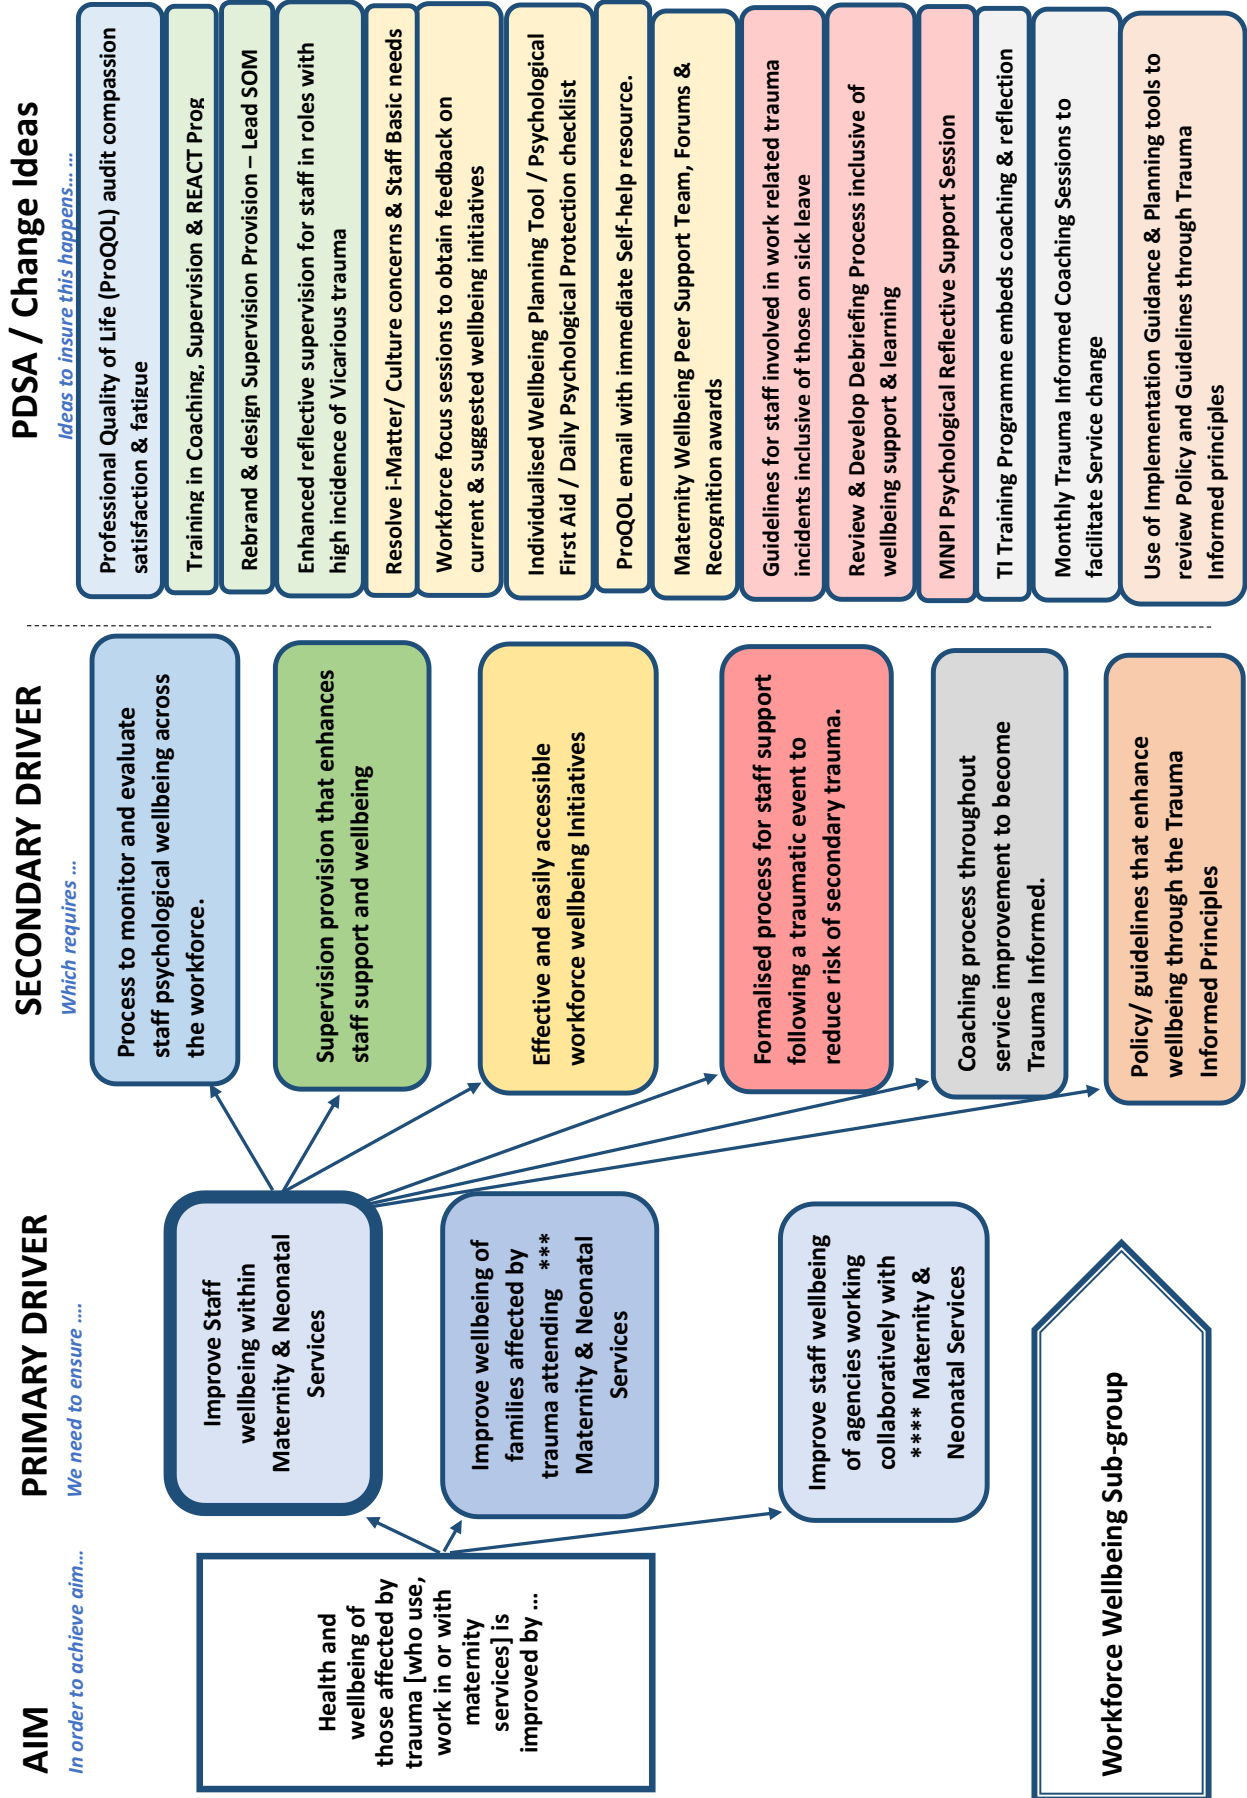 AIM
In order to achieve aim…
Health and
wellbeing of
those affected by
trauma [who use,
work in or with
maternity
services] is
improved by …
PRIMARY DRIVER
We need to ensure ….
Improve Staff
wellbeing within
Maternity & Neonatal
Services
Improve wellbeing of
families affected by
trauma attending ***
Maternity & Neonatal
Services
Improve staff wellbeing
of agencies working
collaboratively with
**** Maternity &
Neonatal Services
Workforce Wellbeing Sub-group
SECONDARY DRIVER
Which requires …
Process to monitor and evaluate
staff psychological wellbeing across
the workforce.
Supervision provision that enhances
staff support and wellbeing
Effective and easily accessible
workforce wellbeing Initiatives
Formalised process for staff support
following a traumatic event to
reduce risk of secondary trauma.
Coaching process throughout
service improvement to become
Trauma Informed.
Policy/ guidelines that enhance
wellbeing through the Trauma
Informed Principles
PDSA / Change Ideas
Ideas to insure this happens... …
Professional Quality of Life (ProQOL) audit compassion
satisfaction & fatigue
Training in Coaching, Supervision & REACT Prog
Rebrand & design Supervision Provision – Lead SOM
Enhanced reflective supervision for staff in roles with
high incidence of Vicarious trauma
Resolve i-Matter/ Culture concerns & Staff Basic needs
Workforce focus sessions to obtain feedback on
current & suggested wellbeing initiatives
Individualised Wellbeing Planning Tool / Psychological
First Aid / Daily Psychological Protection checklist
ProQOL email with immediate Self-help resource.
Maternity Wellbeing Peer Support Team, Forums &
Recognition awards
Guidelines for staff involved in work related trauma
incidents inclusive of those on sick leave
Review & Develop Debriefing Process inclusive of
wellbeing support & learning
MNPI Psychological Reflective Support Session
TI Training Programme embeds coaching & reflection
Monthly Trauma Informed Coaching Sessions to
facilitate Service change
Use of Implementation Guidance & Planning tools to
review Policy and Guidelines through Trauma
Informed principles